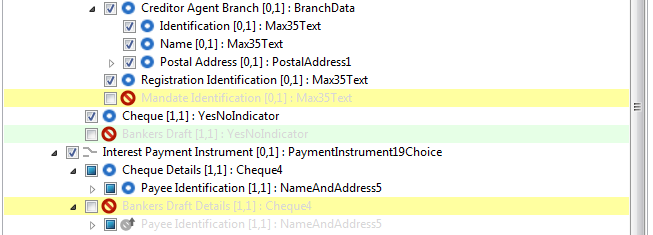 Creditor Agent Branch [0,1] : BranchData
Identification [0,1] : Max35Text
Name [0,1] : Max35Text
Postal Address [0,1] : PostalAddress1
Registration Identification [0,1] : Max35Text
Mandate Identification [0,1] : Max35Text
Cheque [1,1] : YesNoIndicator
Bankers Draft [1,1] : YesNoIndicator
Interest Payment Instrument [0,1] : PaymentInstrument19Choice
Cheque Details [1,1] : Cheque4
Payee Identification [1,1] : NameAndAddress5
Bankers Draft Details [1,1] : Cheque4
Payee Identification [1,1] : NameAndAddress5